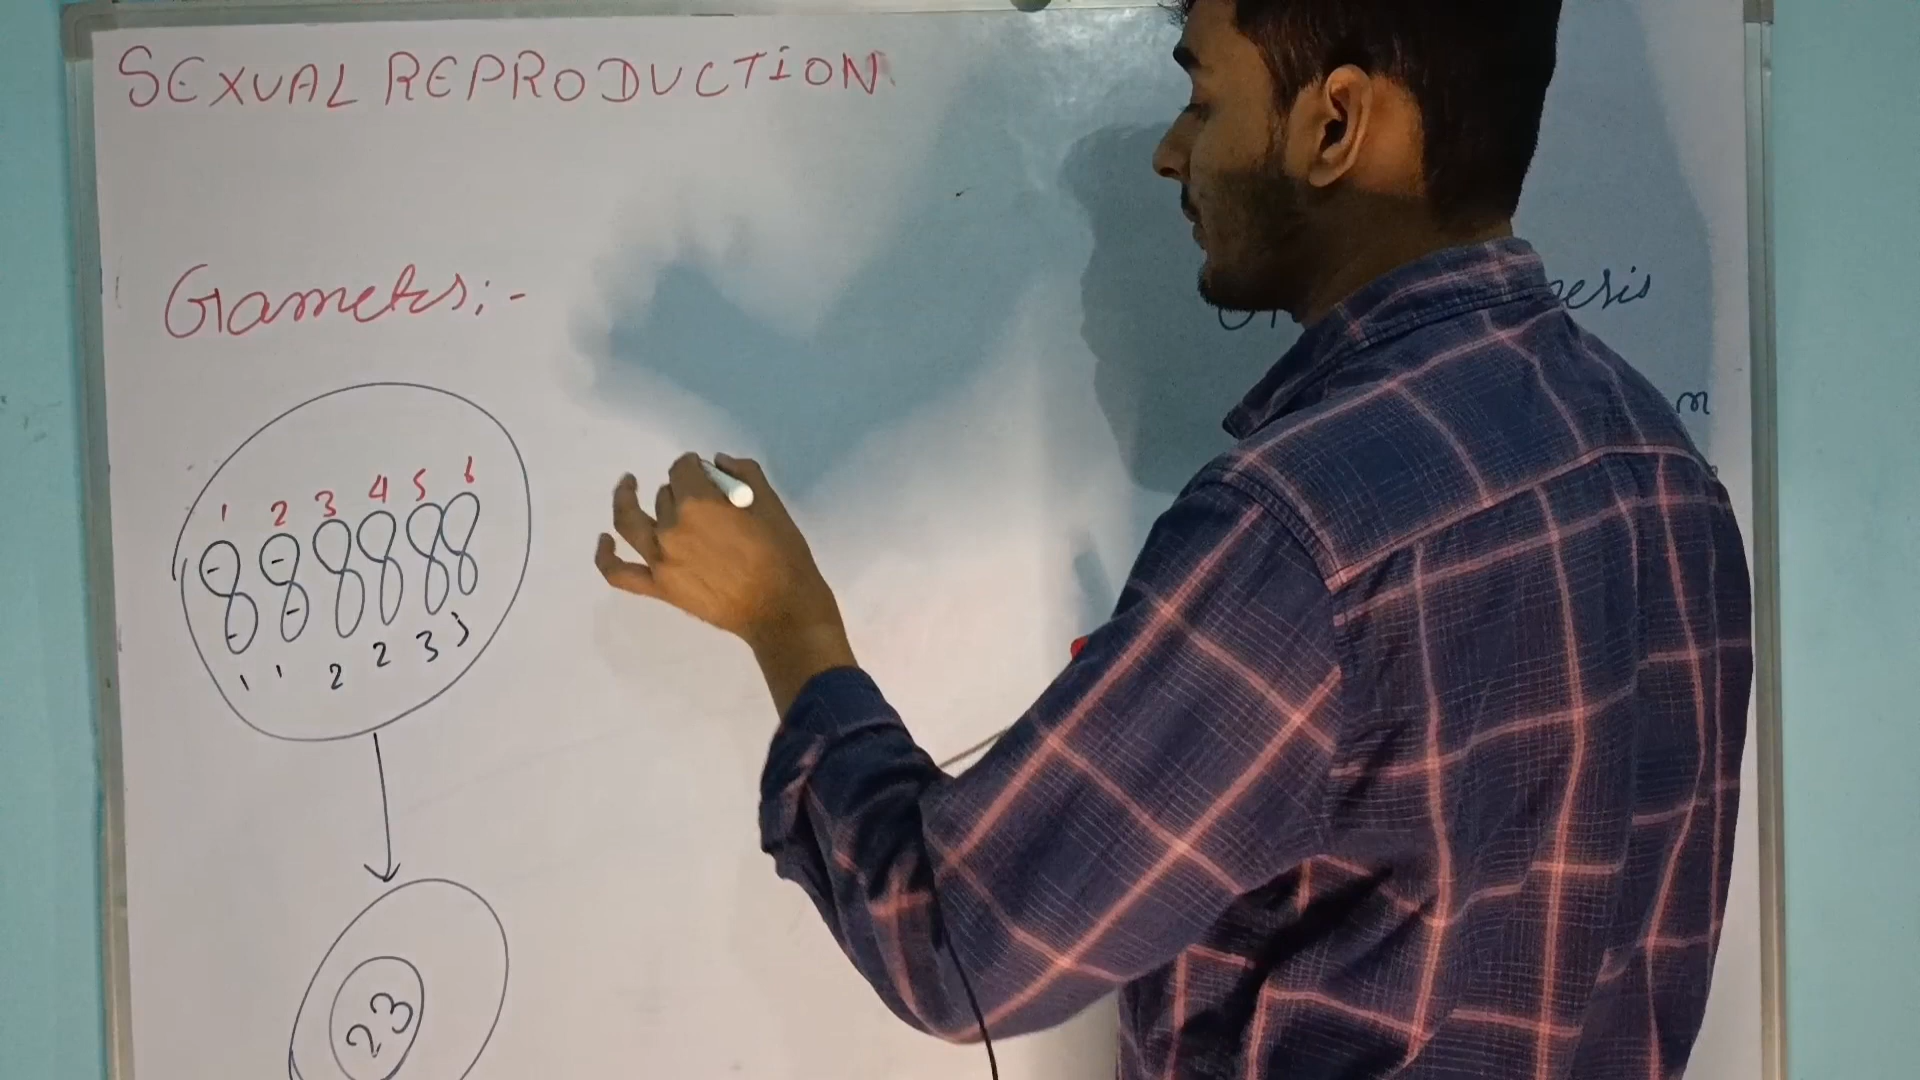 SEXUAL REPRODUCTION
Gametes:-
1 2 3 4 5 6
1 1 2 2 3 3
23